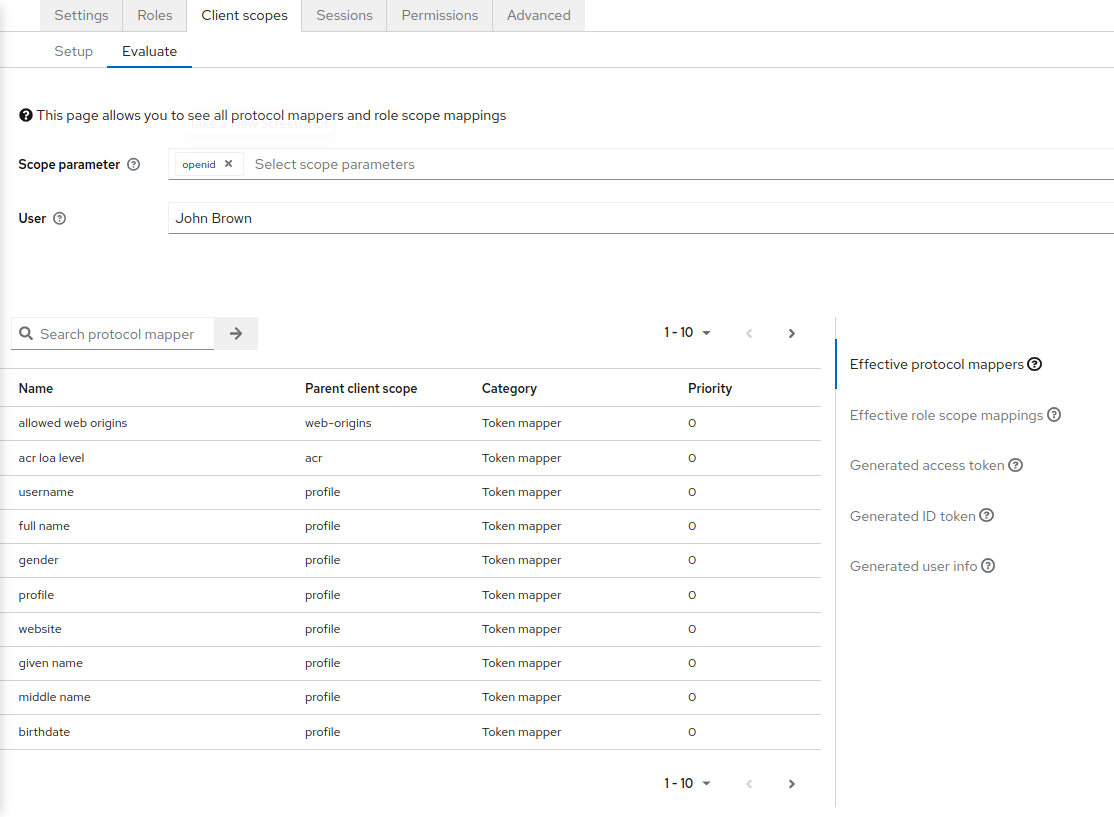 Settings Roles Client scopes Sessions Permissions Advanced
Setup Evaluate
This page allows you to see all protocol mappers and role scope mappings
Scope parameter openid Select scope parameters
User John Brown
Search protocol mapper 1 - 10
Name Parent client scope Category Priority
allowed web origins web-origins Token mapper 0
acr loa level acr Token mapper 0
username profile Token mapper 0
full name profile Token mapper 0
gender profile Token mapper 0
profile profile Token mapper 0
website profile Token mapper 0
given name profile Token mapper 0
middle name profile Token mapper 0
birthdate profile Token mapper 0
1 - 10
Effective protocol mappers
Effective role scope mappings
Generated access token
Generated ID token
Generated user info